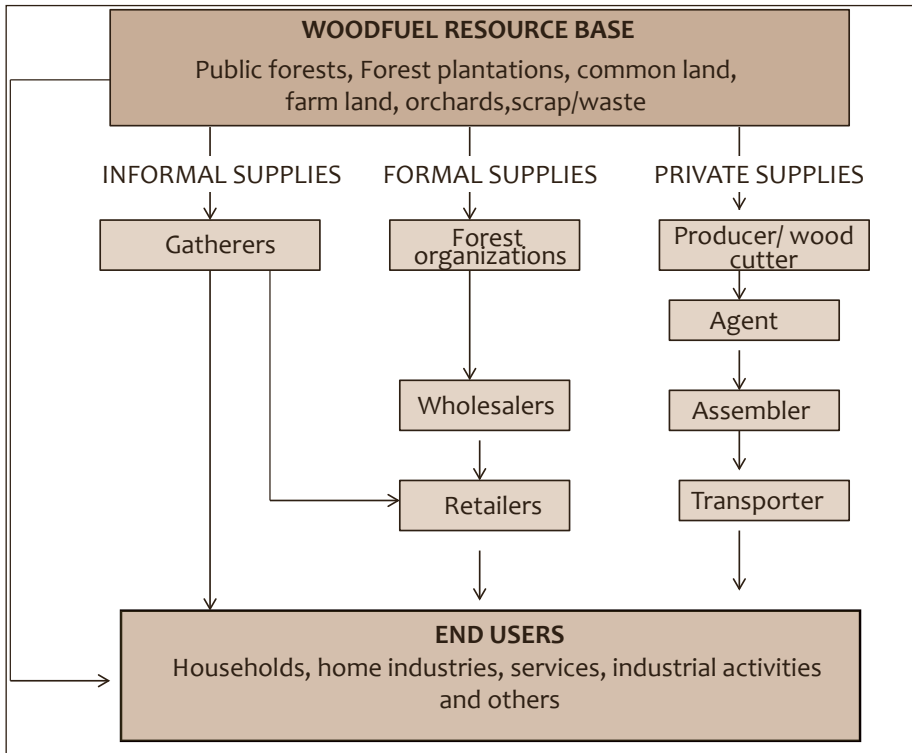 WOODFUEL RESOURCE BASE
Public forests, Forest plantations, common land,
farm land, orchards,scrap/waste
INFORMAL SUPPLIES
FORMAL SUPPLIES
PRIVATE SUPPLIES
Gatherers
Forest
organizations
Producer/ wood
cutter
Agent
Wholesalers
Assembler
Retailers
Transporter
END USERS
Households, home industries, services, industrial activities
and others